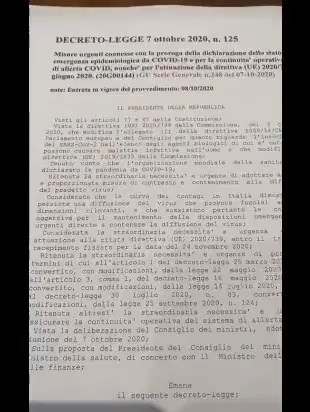 DECRETO-LEGGE 7 ottobre 2020, n. 125
Misure urgenti connesse con la proroga della dichiarazione dello stato
emergenza epidemiologica da COVID-19 e per la continuita' operativa
di allerta COVID, nonche' per l'attuazione della direttiva (UE) 2020/
giugno 2020. (20G00144) (GU Serie Generale n.248 del 07-10-2020)
note: Entrata in vigore del provvedimento: 08/10/2020
IL PRESIDENTE DELLA REPUBBLICA
Visti gli articoli 77 e 87 della Costituzione;
Vista la direttiva (UE) 2020/739 della Commissione, del 3
2020, che modifica l'allegato III della direttiva
europeo e del Consiglio per quanto riguarda
SARS-CoV-2 nell'elenco degli agenti biologici di cui e'
possono causare malattie infettive nell'uomo e che modifica
direttiva (UE) 2019/1833 della Commissione;
Tenuto conto che l'organizzazione mondiale della sanita'
dichiarato la pandemia da COVID-19;
Ritenuta la straordinaria necessita' e urgenza di adottare
e proporzionate misure di contrasto e contenimento alla
del predetto virus;
Considerato che la curva dei contagi in Italia
persiste una diffusione del virus che provoca focolai
dimensioni rilevanti, e che sussistono pertanto le
oggettive per il mantenimento delle disposizioni
urgenti dirette a contenere la diffusione del virus;
Considerata la straordinaria necessita' e urgenza
attuazione alla citata direttiva (UE) 2020/739, entro il
recepimento fissato per la data del 24 novembre 2020;
Ritenuta la straordinaria necessita' e urgenza di
termini di cui all'articolo 1 del decreto-legge 25 marzo
convertito, con modificazioni, dalla legge 22 maggio
all'articolo 3, comma 1, del decreto-legge 16 maggio 2020
convertito, con modificazioni, dalla legge 14 luglio 2020,
al decreto-legge 30 luglio 2020, n. 83, convert
modificazioni, dalla legge 25 settembre 2020, n. 124;
Ritenuta altresi' la straordinaria necessita' e
assicurare la continuita' operativa del sistema di allerta
Vista la deliberazione del Consiglio dei ministri,
riunione del 7 ottobre 2020;
Sulla proposta del Presidente del Consiglio dei mini
ministro della salute, di concerto con il Ministro dell
delle finanze;
Emana
il seguente decreto-legge: